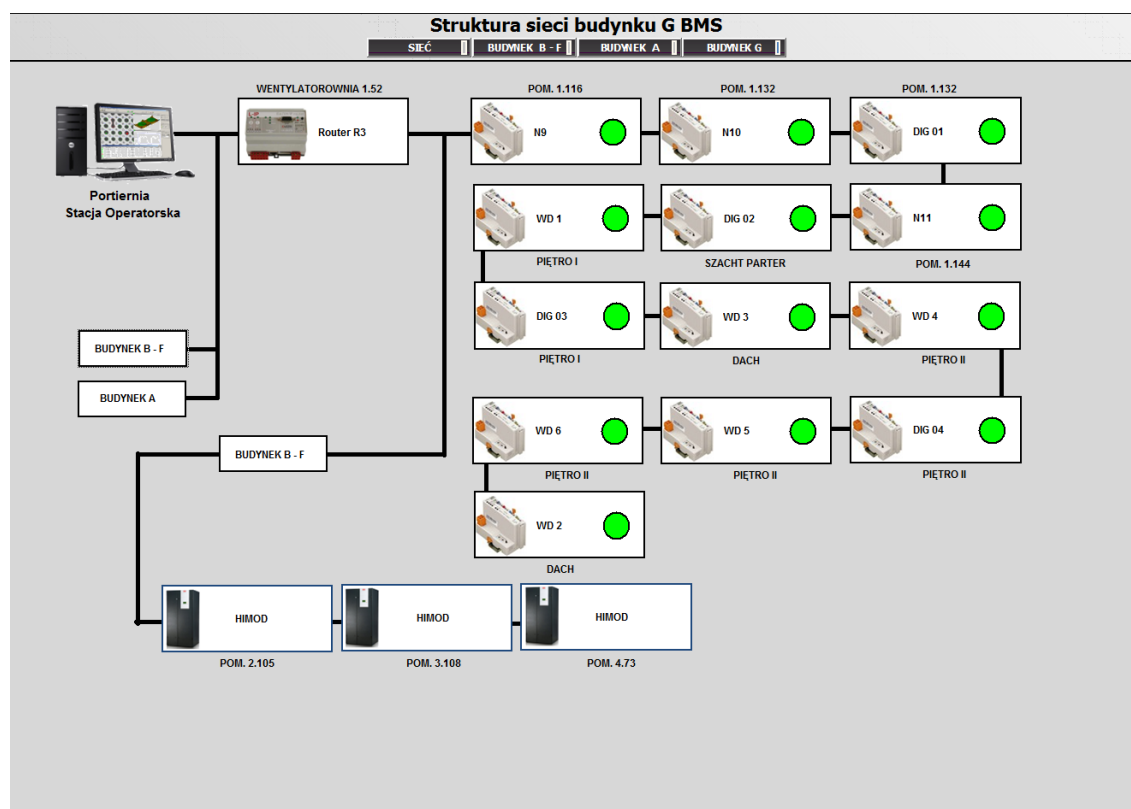 Struktura sieci budynku G BMS
SIEĆ
BUDYNEK B - F
BUDYNEK A
BUDYNEK G
WENTYLATOROWNIA 1.52
POM. 1.116
POM. 1.132
POM. 1.132
Router R3
N9
N10
DIG 01
Portiernia
Stacja Operatorska
WD 1
DIG 02
N11
PIĘTRO I
SZACHT PARTER
POM. 1.144
DIG 03
WD 3
WD 4
PIĘTRO I
DACH
PIĘTRO II
BUDYNEK B - F
BUDYNEK A
WD 6
WD 5
DIG 04
PIĘTRO II
PIĘTRO II
PIĘTRO II
BUDYNEK B - F
WD 2
DACH
HIMOD
HIMOD
HIMOD
POM. 2.105
POM. 3.108
POM. 4.73